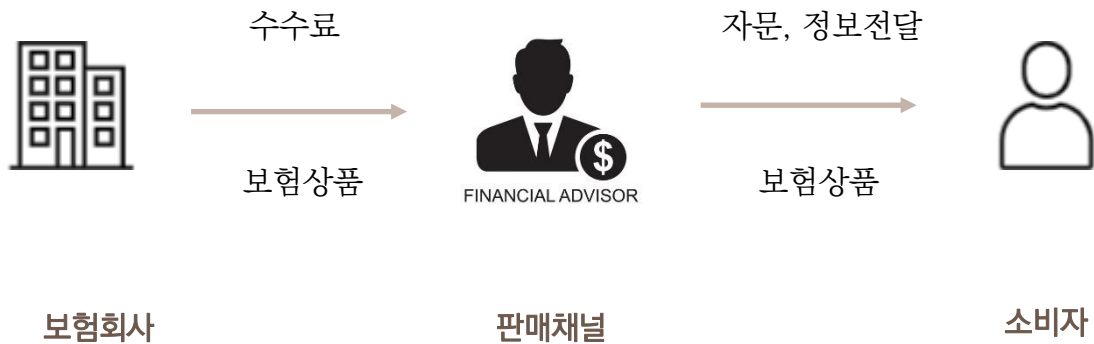 수수료
자문, 정보전달
$
보험상품
FINANCIAL ADVISOR
보험상품
보험회사
판매채널
소비자